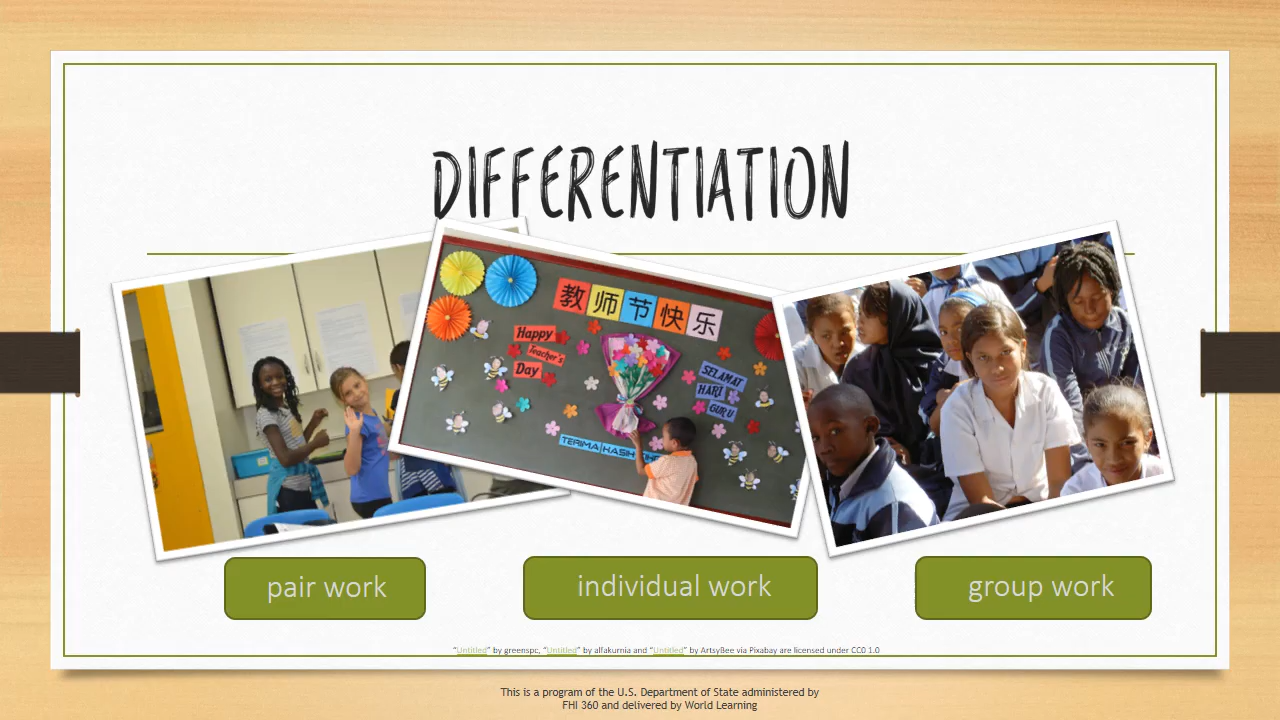 DIFFERENTIATION
教师节快乐
Happy
Teacher's
Day
SELAMAT
HARI
GURU
TERIMA KASIH
pair work
individual work
group work
"Untitled" by greenspc, "Untitled" by alfakurnia and "Untitled" by ArtsyBee via Pixabay are licensed under CC0 1.0
This is a program of the U.S. Department of State administered by
FHI 360 and delivered by World Learning